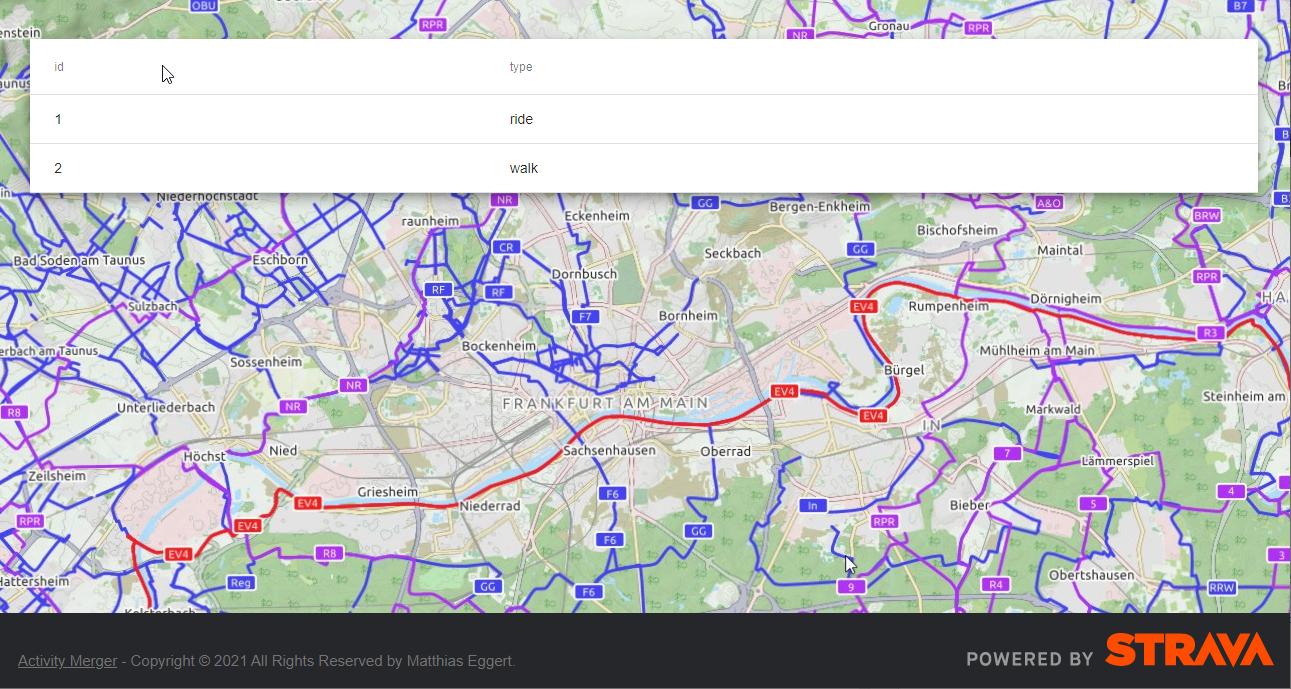 OBU
RPR
NR
Gronau
RPR
B7
enstein
id
type
1
ride
2
walk
Niederhöchstadt
NR
raunheim
Eckenheim
GG
Bergen-Enkheim
A&O
BRW
Bischofsheim
Bad Soden am Taunus
Eschborn
CR
Seckbach
GG
Maintal
Dornbusch
RPR
RF
RF
Sulzbach
F7
Bornheim
EV4
Rumpenheim
Dörnigheim
HA
R3
erbach am Taunus
Sossenheim
Bockenheim
Mühlheim am Main
Bürgel
NR
EV4
Steinheim am
R8
Unterliederbach
NR
FRANKFURT AM MAIN
EV4
Markwald
IN
Höchst
Nied
Sachsenhausen
Oberrad
7
Lämmerspiel
Zeilsheim
Griesheim
F6
4
EV4
Niederrad
In
Bieber
5
RPR
EV4
RPR
GG
F6
EV4
R8
3
Hattersheim
Reg
GG
F6
9
R4
Obertshausen
RRW
Kelsterbach
Activity Merger - Copyright © 2021 All Rights Reserved by Matthias Eggert.
POWERED BY STRAVA